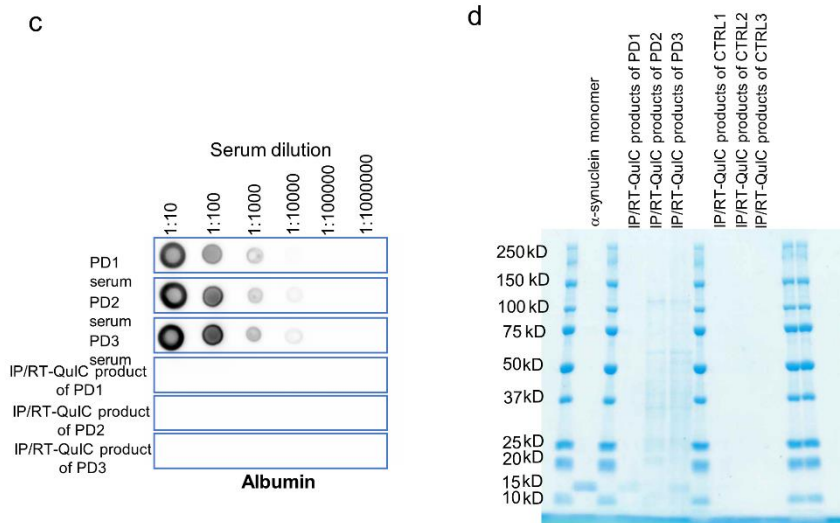 c
Serum dilution
1:10
1:100
1:1000
1:10000
1:100000
1:1000000
PD1
serum
PD2
serum
PD3
serum
IP/RT-QuIC product
of PD1
IP/RT-QuIC product
of PD2
IP/RT-QuIC product
of PD3
Albumin
d
α-synuclein monomer
IP/RT-QuIC products of PD1
IP/RT-QuIC products of PD2
IP/RT-QuIC products of PD3
IP/RT-QuIC products of CTRL1
IP/RT-QuIC products of CTRL2
IP/RT-QuIC products of CTRL3
250kD
150 kD
100kD
75 kD
50kD
37kD
25kD
20kD
15kD
10kD